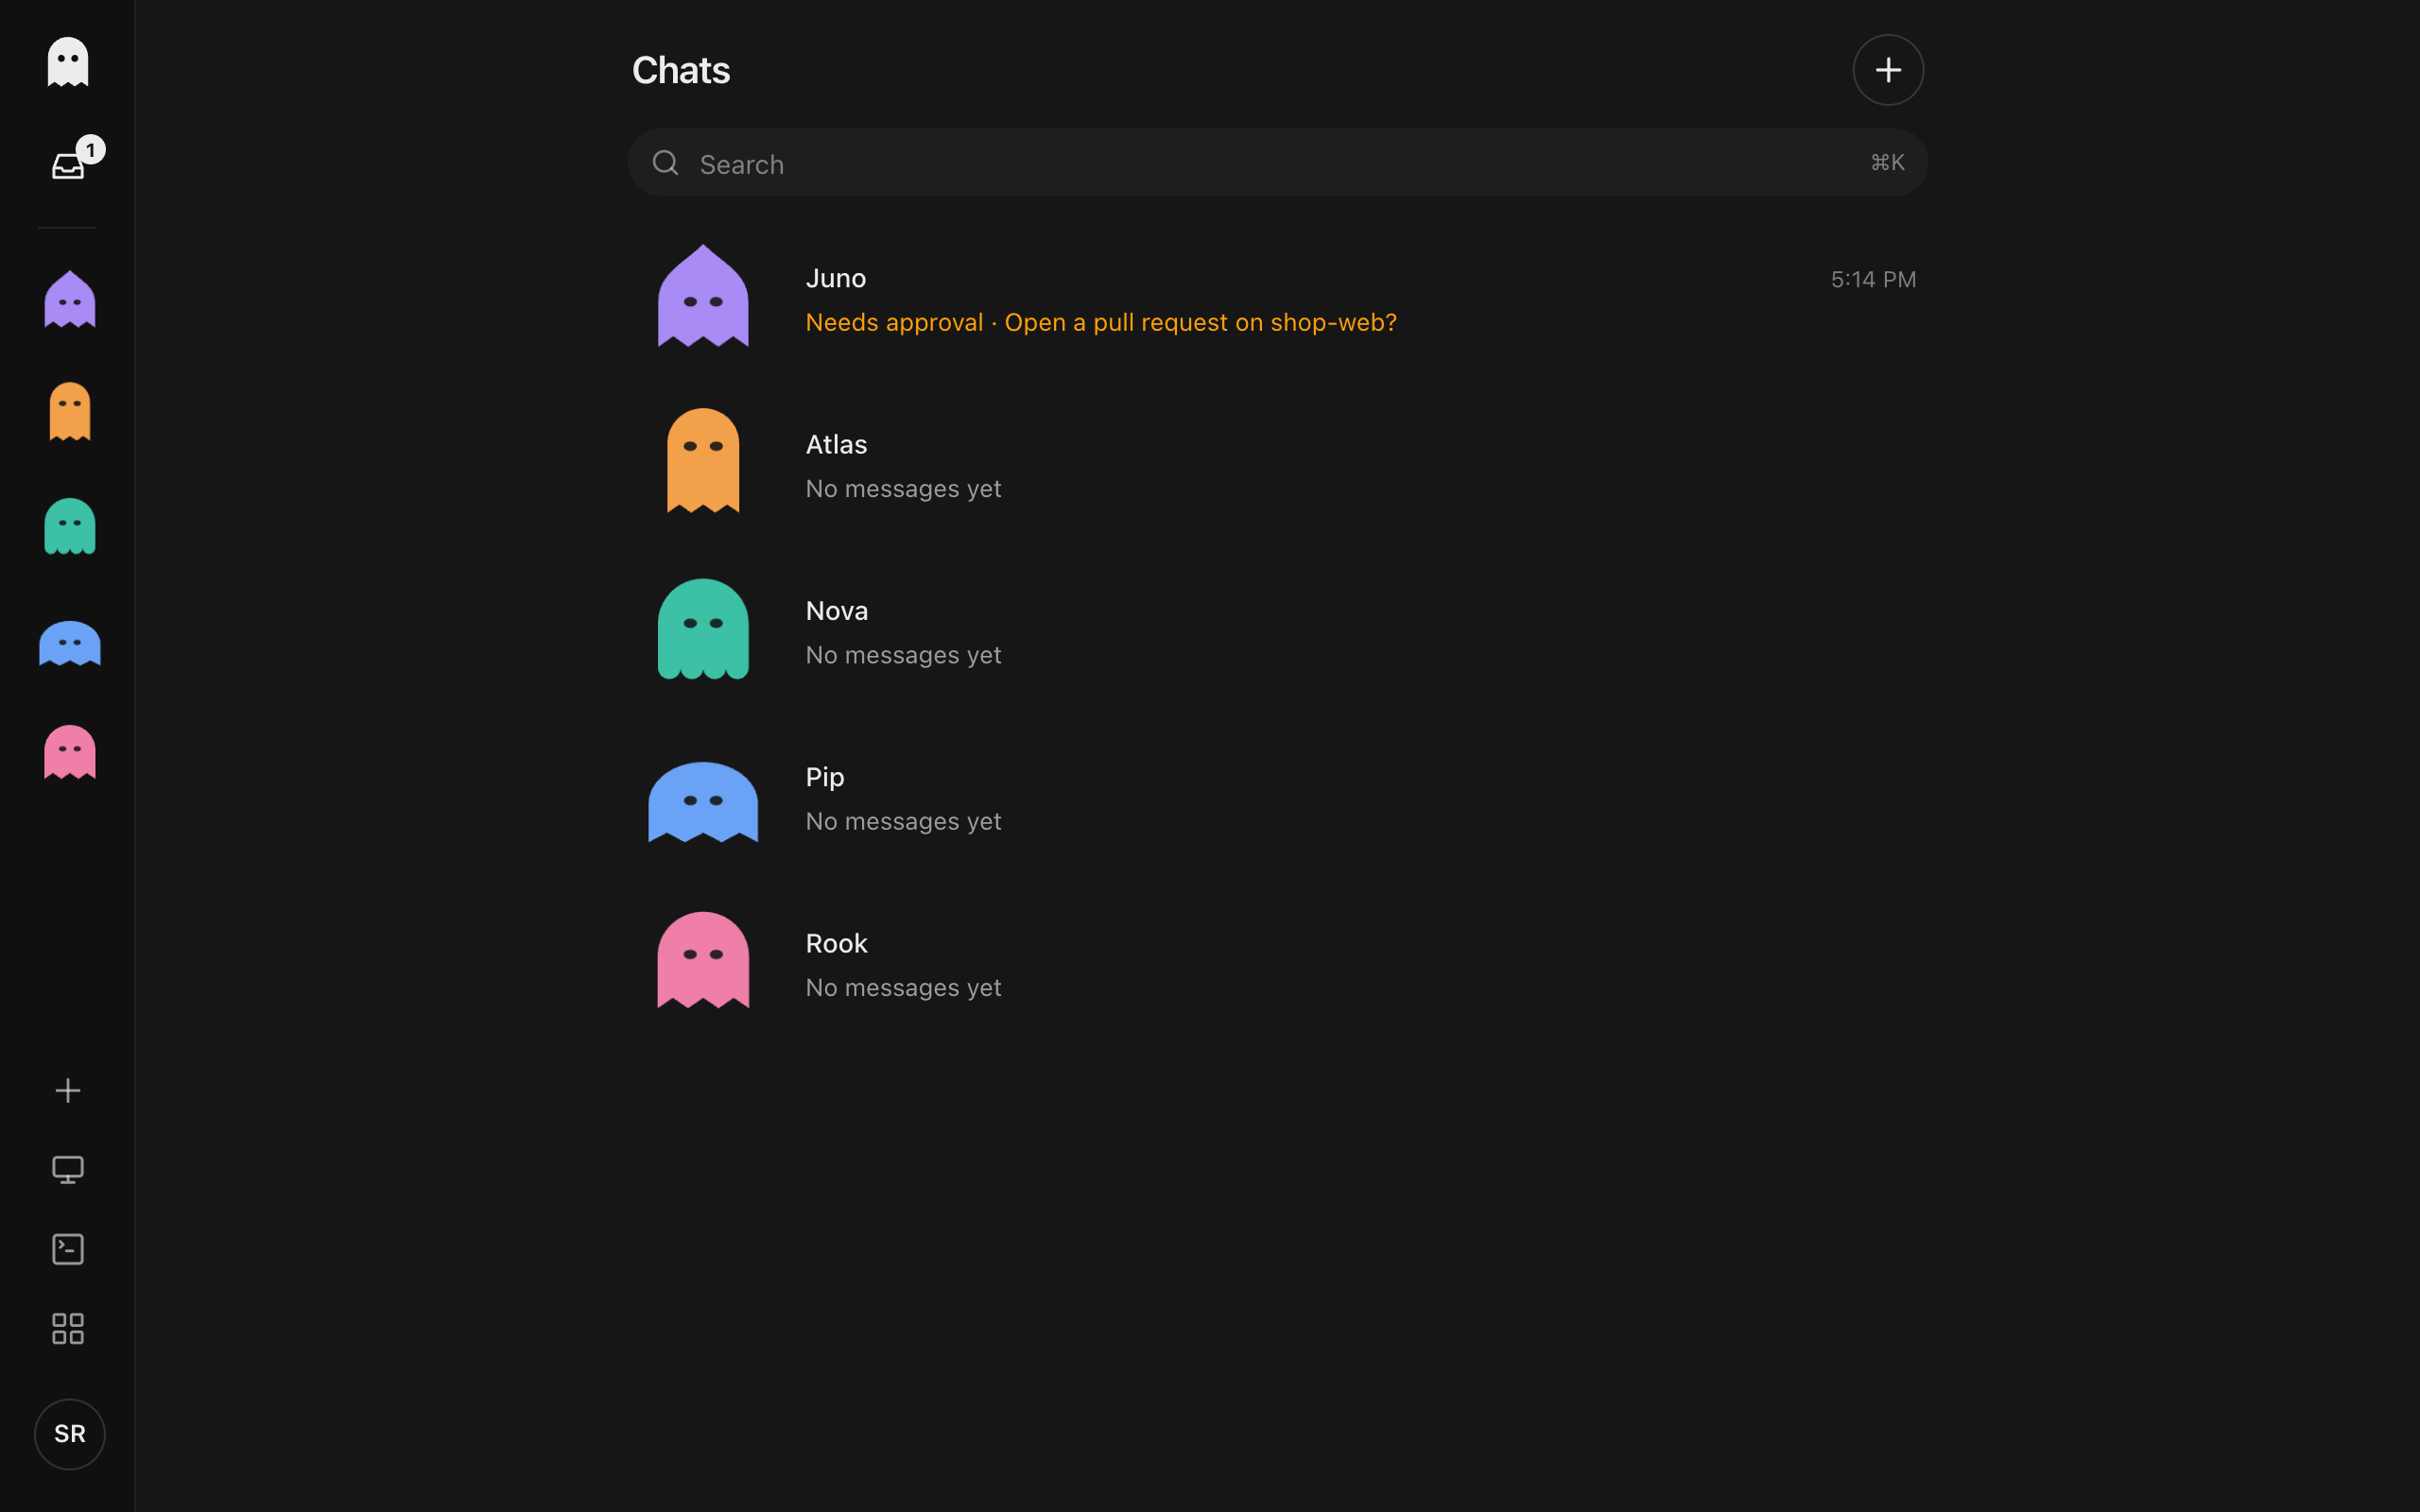 1
Chats
Search
⌘K
Juno
5:14 PM
Needs approval · Open a pull request on shop-web?
Atlas
No messages yet
Nova
No messages yet
Pip
No messages yet
Rook
No messages yet
SR